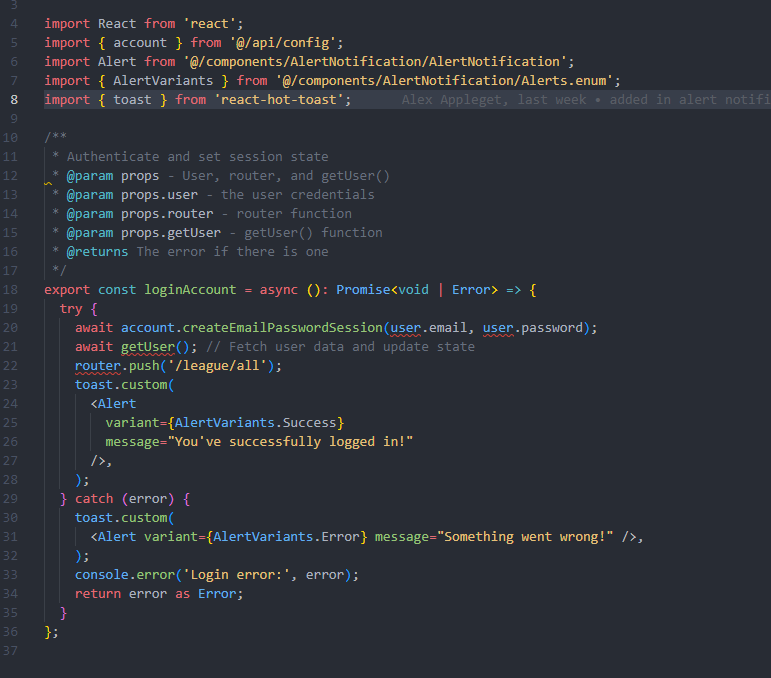 3
4 import React from 'react';
5 import { account } from '@/api/config';
6 import Alert from '@/components/AlertNotification/AlertNotification';
7 import { AlertVariants } from '@/components/AlertNotification/Alerts.enum';
8 import { toast } from 'react-hot-toast'; Alex Appleget, last week • added in alert notifi
9
10 /**
11 * Authenticate and set session state
12 * @param props - User, router, and getUser()
13 * @param props.user - the user credentials
14 * @param props.router - router function
15 * @param props.getUser - getUser() function
16 * @returns The error if there is one
17 */
18 export const loginAccount = async (): Promise<void | Error> => {
19 try {
20 await account.createEmailPasswordSession(user.email, user.password);
21 await getUser(); // Fetch user data and update state
22 router.push('/league/all');
23 toast.custom(
24 <Alert
25 variant={AlertVariants.Success}
26 message="You've successfully logged in!"
27 />,
28 );
29 } catch (error) {
30 toast.custom(
31 <Alert variant={AlertVariants.Error} message="Something went wrong!" />,
32 );
33 console.error('Login error:', error);
34 return error as Error;
35 }
36 };
37